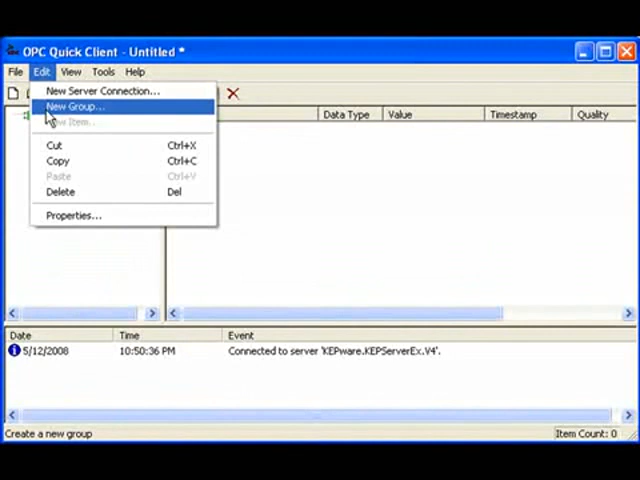 OPC Quick Client - Untitled *
File Edit View Tools Help
New Server Connection...
New Group...
Item...
Cut Ctrl+X
Copy Ctrl+C
Paste Ctrl+V
Delete Del
Properties...
Data Type Value Timestamp Quality
Date Time Event
5/12/2008 10:50:36 PM Connected to server 'KEPware.KEPServerEx.V4'.
Create a new group Item Count: 0